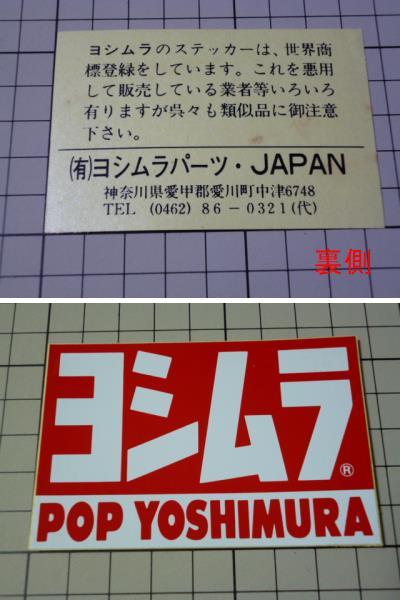 ヨシムラのステッカーは、世界商
標登録をしています。これを悪用
して販売している業者等いろいろ
有りますが呉々も類似品に御注意
下さい。
㈲ヨシムラパーツ・JAPAN
神奈川県愛甲郡愛川町中津6748
TEL (0462) 86－0321(代)
裏側
ヨシムラ®
POP YOSHIMURA